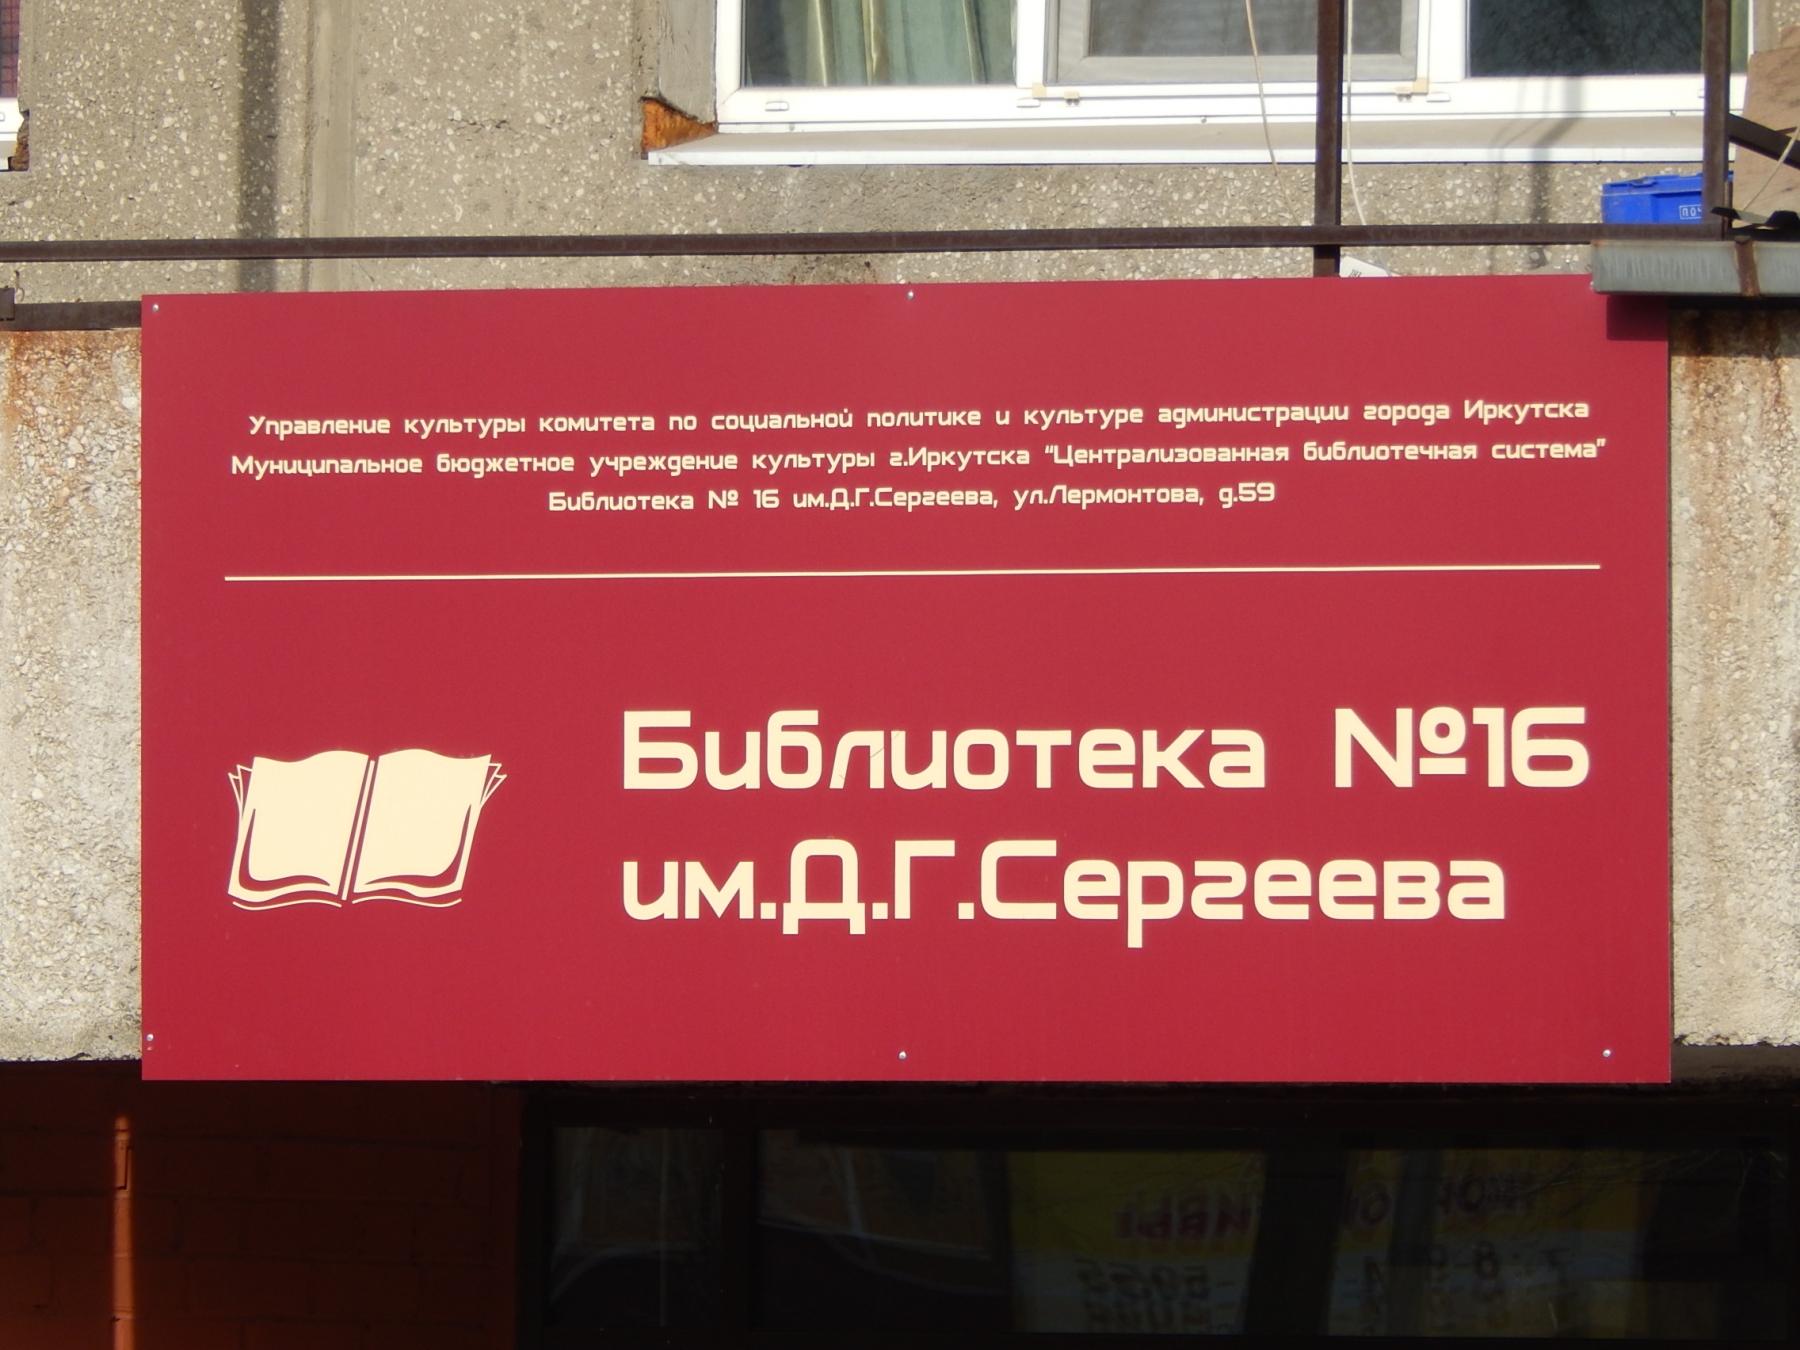 Управление культуры комитета по социальной политике и культуре администрации города Иркутска
Муниципальное бюджетное учреждение культуры г.Иркутска "Централизованная библиотечная система"
Библиотека № 16 им.Д.Г.Сергеева, ул.Лермонтова, д.59
Библиотека №16
им.Д.Г.Сергеева